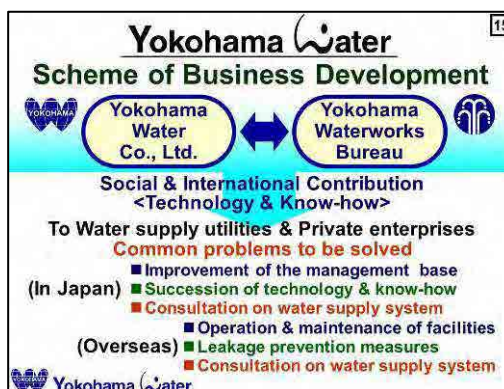 15
Yokohama Water
Scheme of Business Development
YOKOHAMA
Yokohama
Water
Co., Ltd.
Yokohama
Waterworks
Bureau
Social & International Contribution
<Technology & Know-how>
To Water supply utilities & Private enterprises
Common problems to be solved
■Improvement of the management base
(In Japan) ■Succession of technology & know-how
■Consultation on water supply system
■Operation & maintenance of facilities
(Overseas) ■Leakage prevention measures
■Consultation on water supply system
YOKOHAMA Yokohama Water